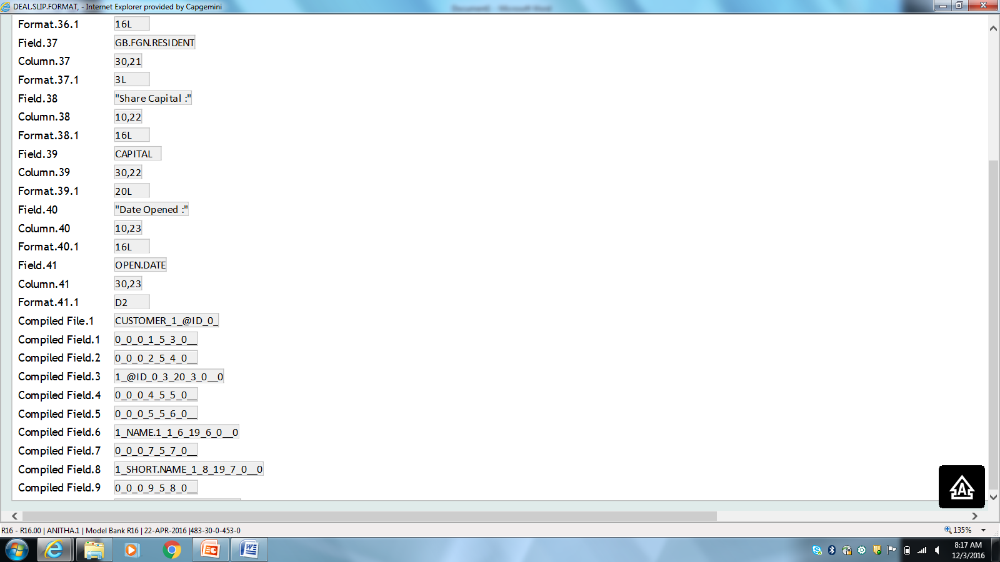 DEAL.SLIP.FORMAT, - Internet Explorer provided by Capgemini
Document1 - Microsoft Word
Format.36.1 16L
Field.37 GB.FGN.RESIDENT
Column.37 30,21
Format.37.1 3L
Field.38 "Share Capital :"
Column.38 10,22
Format.38.1 16L
Field.39 CAPITAL
Column.39 30,22
Format.39.1 20L
Field.40 "Date Opened :"
Column.40 10,23
Format.40.1 16L
Field.41 OPEN.DATE
Column.41 30,23
Format.41.1 D2
Compiled File.1 CUSTOMER_1_@ID_0_
Compiled Field.1 0_0_0_1_5_3_0__
Compiled Field.2 0_0_0_2_5_4_0__
Compiled Field.3 1_@ID_0_3_20_3_0__0
Compiled Field.4 0_0_0_4_5_5_0__
Compiled Field.5 0_0_0_5_5_6_0__
Compiled Field.6 1_NAME.1_1_6_19_6_0__0
Compiled Field.7 0_0_0_7_5_7_0__
Compiled Field.8 1_SHORT.NAME_1_8_19_7_0__0
Compiled Field.9 0_0_0_9_5_8_0__
A
R16 - R16.00 | ANITHA.1 | Model Bank R16 | 22-APR-2016 |483-30-0-453-0
135%
8:17 AM
12/3/2016